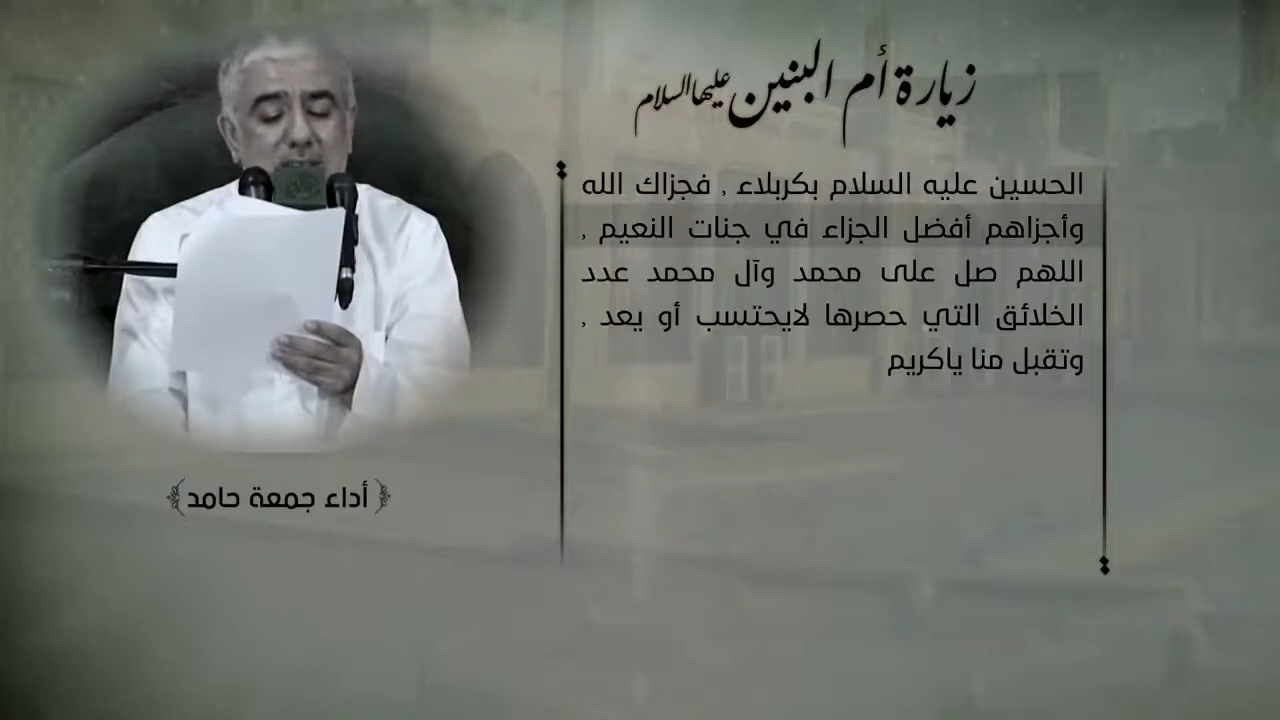 زيارة أم البنين عليها السلام
الحسين عليه السلام بكربلاء , فجزاك الله
وأجزاهم أفضل الجزاء في جنات النعيم ,
اللهم صل على محمد وآل محمد عدد
الخلائق التي حصرها لايحتسب أو يعد ,
وتقبل منا ياكريم
أداء جمعة حامد